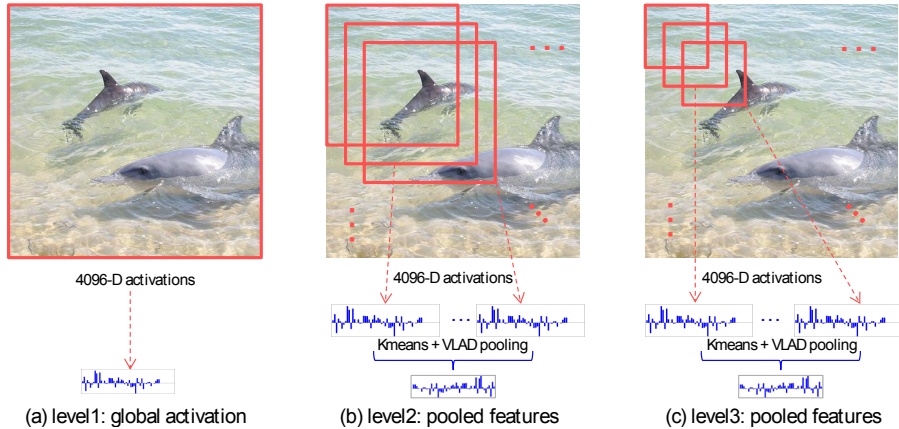 4096-D activations
(a) level1: global activation
4096-D activations
Kmeans + VLAD pooling
(b) level2: pooled features
4096-D activations
Kmeans + VLAD pooling
(c) level3: pooled features